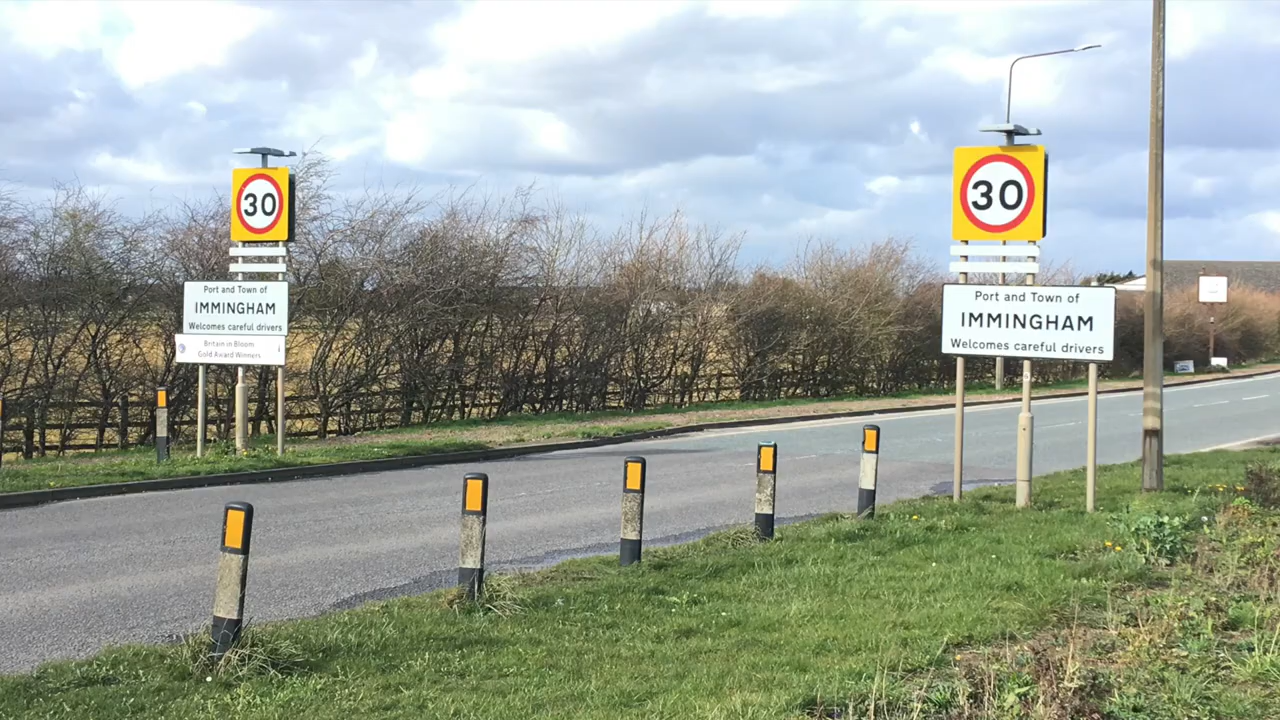 30
Port and Town of
IMMINGHAM
Welcomes careful drivers
Britain in Bloom
Gold Award Winners
30
Port and Town of
IMMINGHAM
Welcomes careful drivers